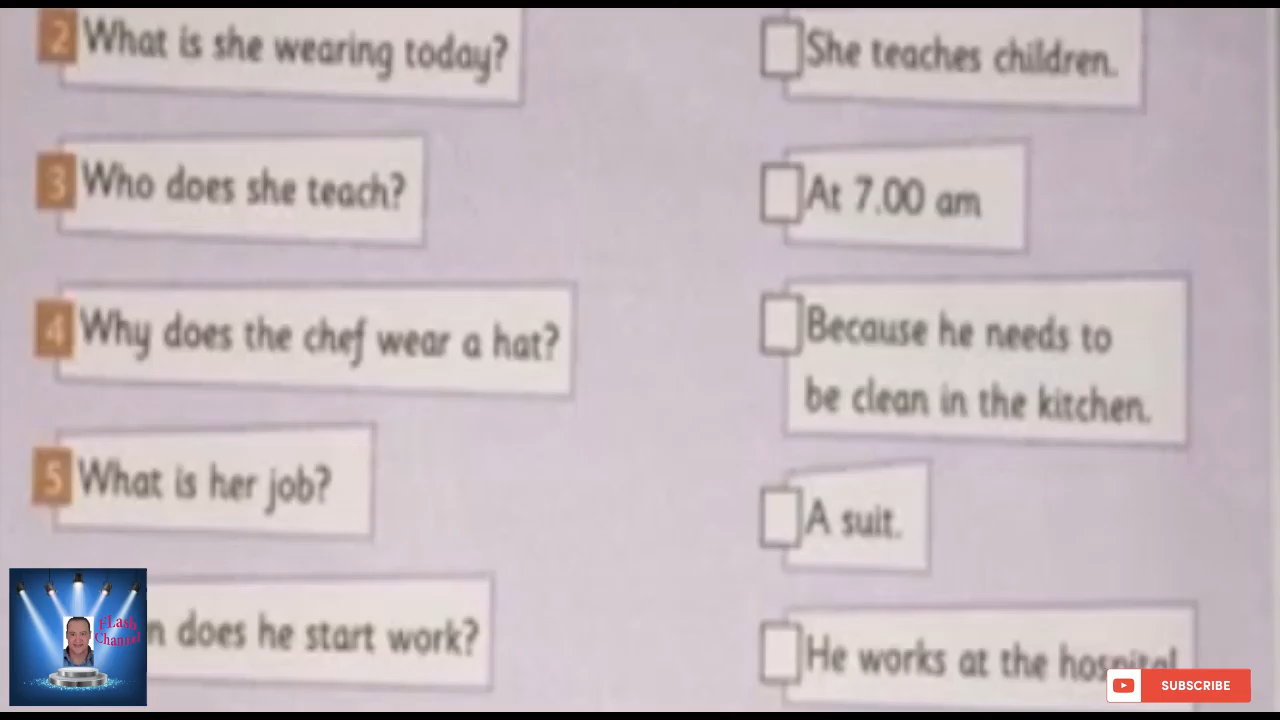 2 What is she wearing today?
3 Who does she teach?
4 Why does the chef wear a hat?
5 What is her job?
n does he start work?
She teaches children.
At 7.00 am
Because he needs to
be clean in the kitchen.
A suit.
He works at the hospital
FLash
Channel
SUBSCRIBE